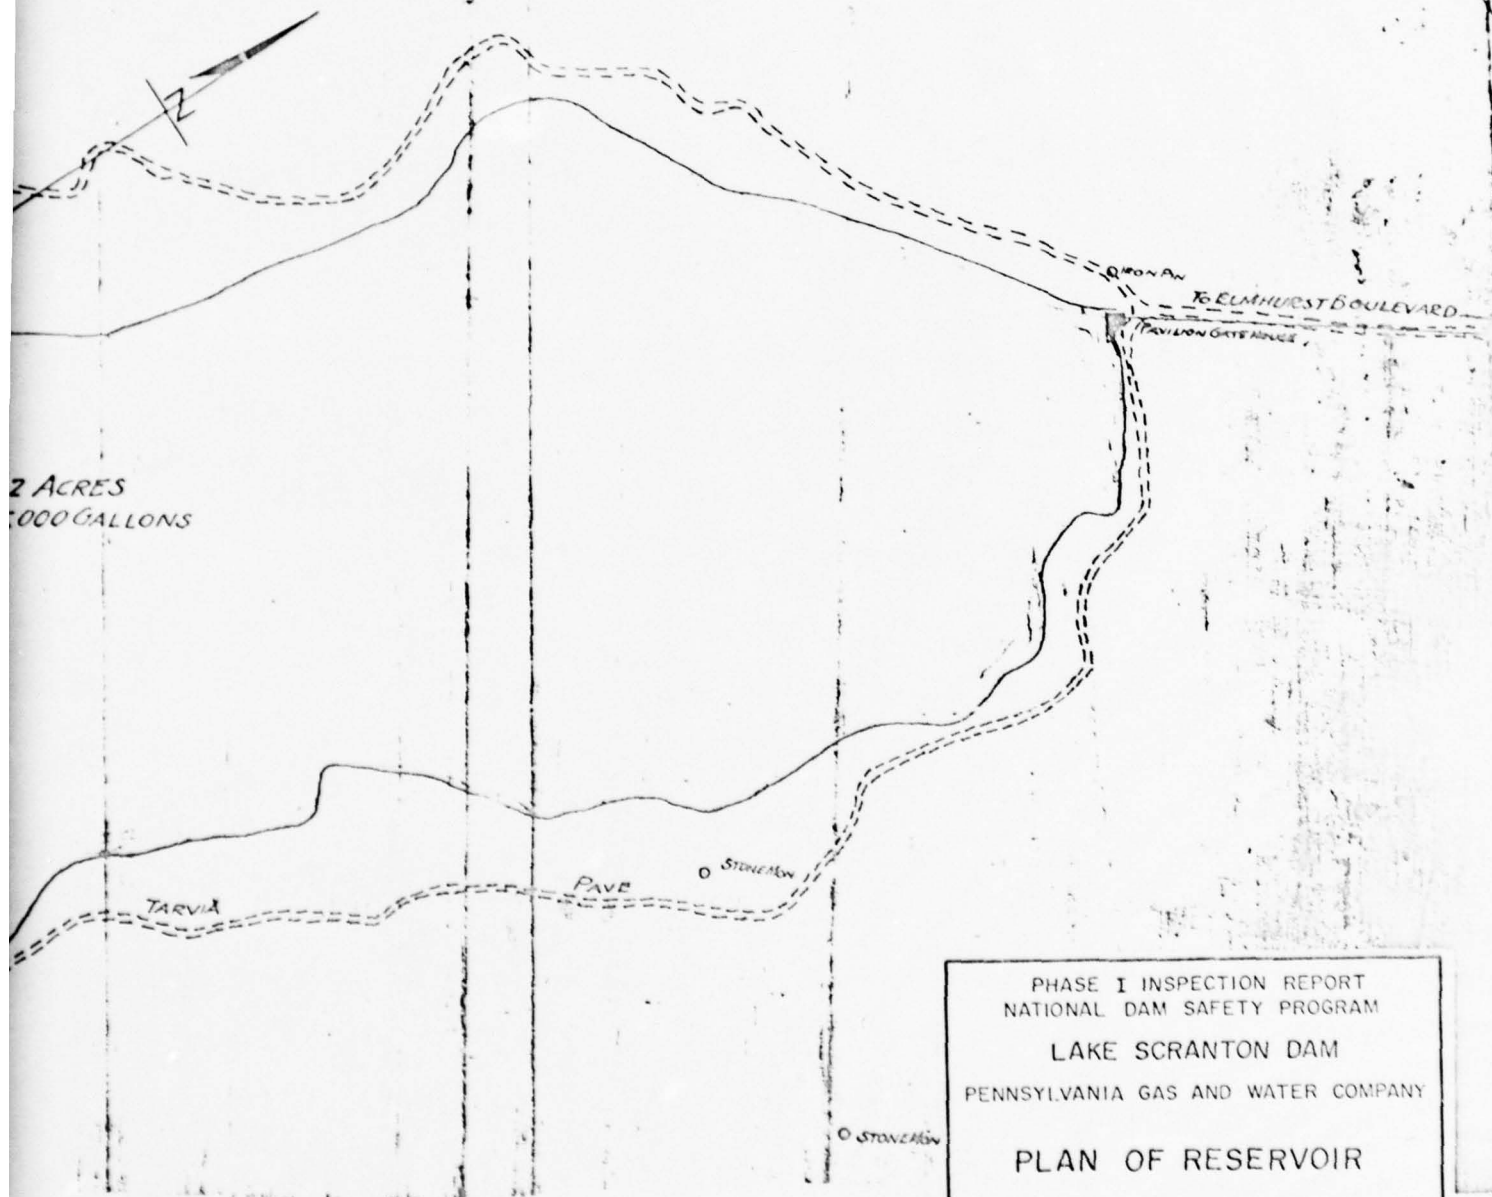 N
IRON PIN
TO ELMHURST BOULEVARD
PAVILION GATE HOUSE
2 ACRES
000 GALLONS
STONE MON
TARVIA
PAVE
STONE MON
PHASE I INSPECTION REPORT
NATIONAL DAM SAFETY PROGRAM
LAKE SCRANTON DAM
PENNSYLVANIA GAS AND WATER COMPANY
PLAN OF RESERVOIR